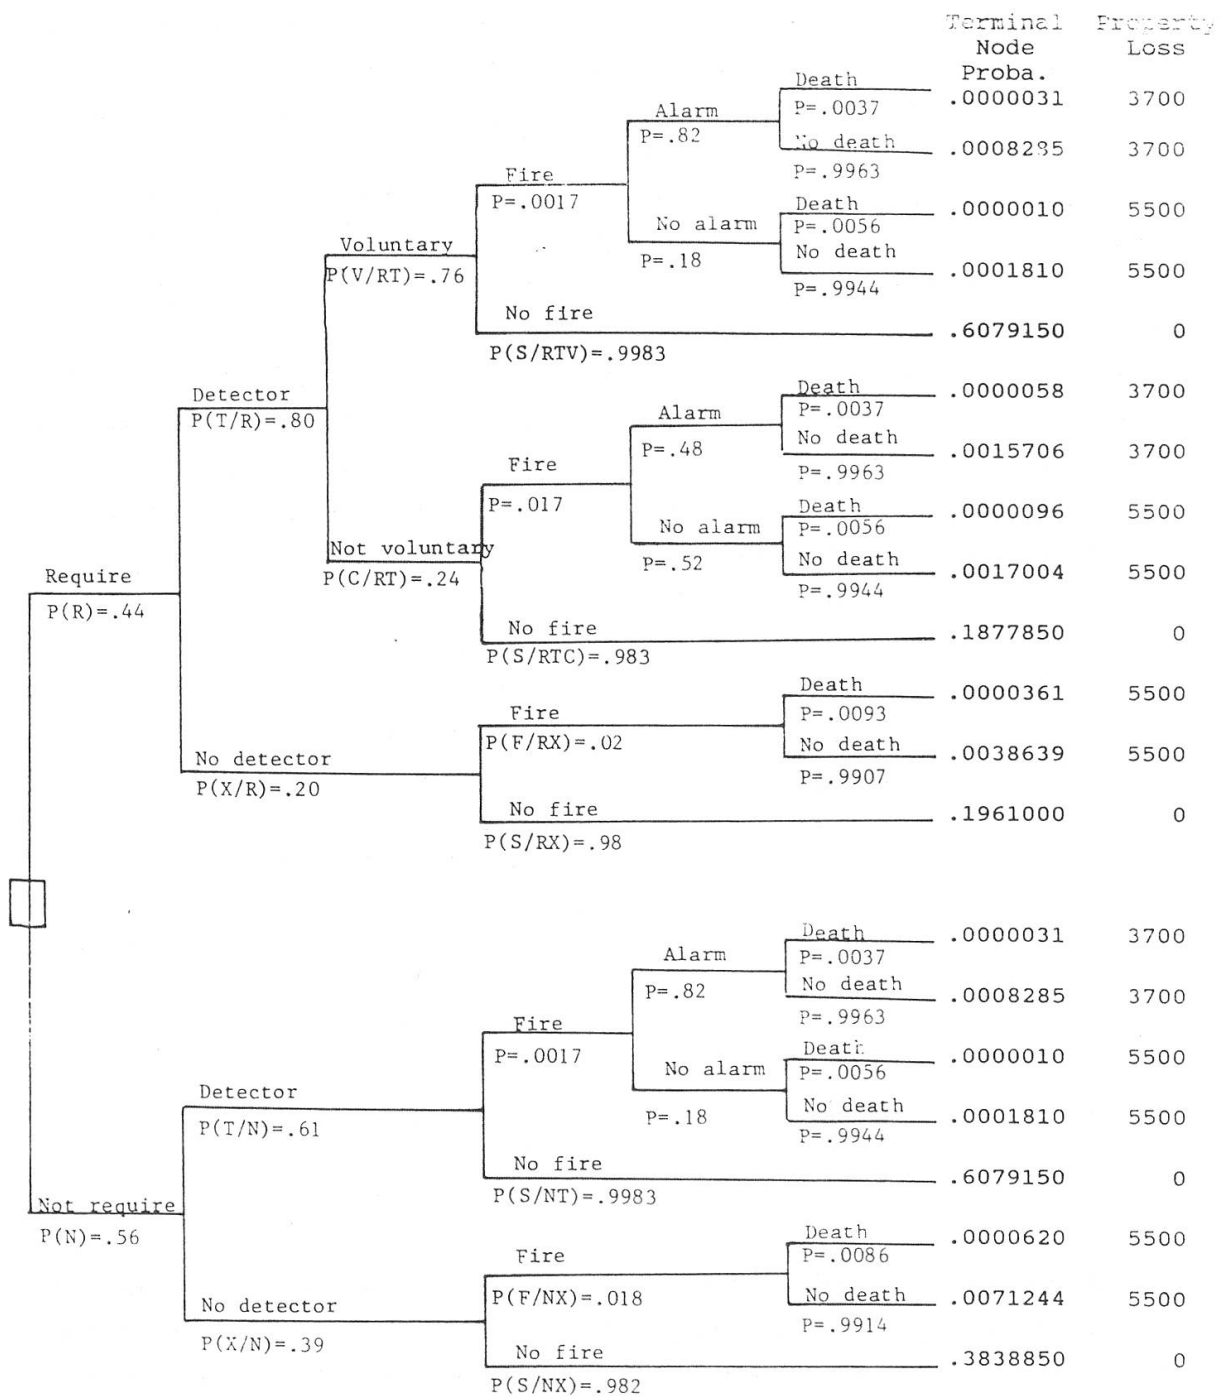 Terminal Property
Node Loss
Proba.
Death .0000031 3700
Alarm P=.0037
P=.82 No death .0008285 3700
P=.9963
Fire
P=.0017 Death .0000010 5500
No alarm P=.0056
Voluntary No death
P(V/RT)=.76 P=.18 .0001810 5500
P=.9944
No fire .6079150 0
P(S/RTV)=.9983
Detector Death .0000058 3700
P(T/R)=.80 Alarm P=.0037
P=.48 No death .0015706 3700
Fire P=.9963
P=.017 Death .0000096 5500
No alarm P=.0056
Not voluntary P=.52 No death .0017004 5500
Require P(C/RT)=.24 P=.9944
P(R)=.44
No fire .1877850 0
P(S/RTC)=.983
Death .0000361 5500
Fire P=.0093
P(F/RX)=.02 No death .0038639 5500
No detector P=.9907
P(X/R)=.20
No fire .1961000 0
P(S/RX)=.98
Death .0000031 3700
Alarm P=.0037
P=.82 No death .0008285 3700
Fire P=.9963
P=.0017 Death .0000010 5500
No alarm P=.0056
Detector No death .0001810 5500
P(T/N)=.61 P=.18 P=.9944
No fire .6079150 0
P(S/NT)=.9983
Not require
P(N)=.56 Death .0000620 5500
Fire P=.0086
No detector P(F/NX)=.018 No death .0071244 5500
P(X/N)=.39 P=.9914
No fire .3838850 0
P(S/NX)=.982